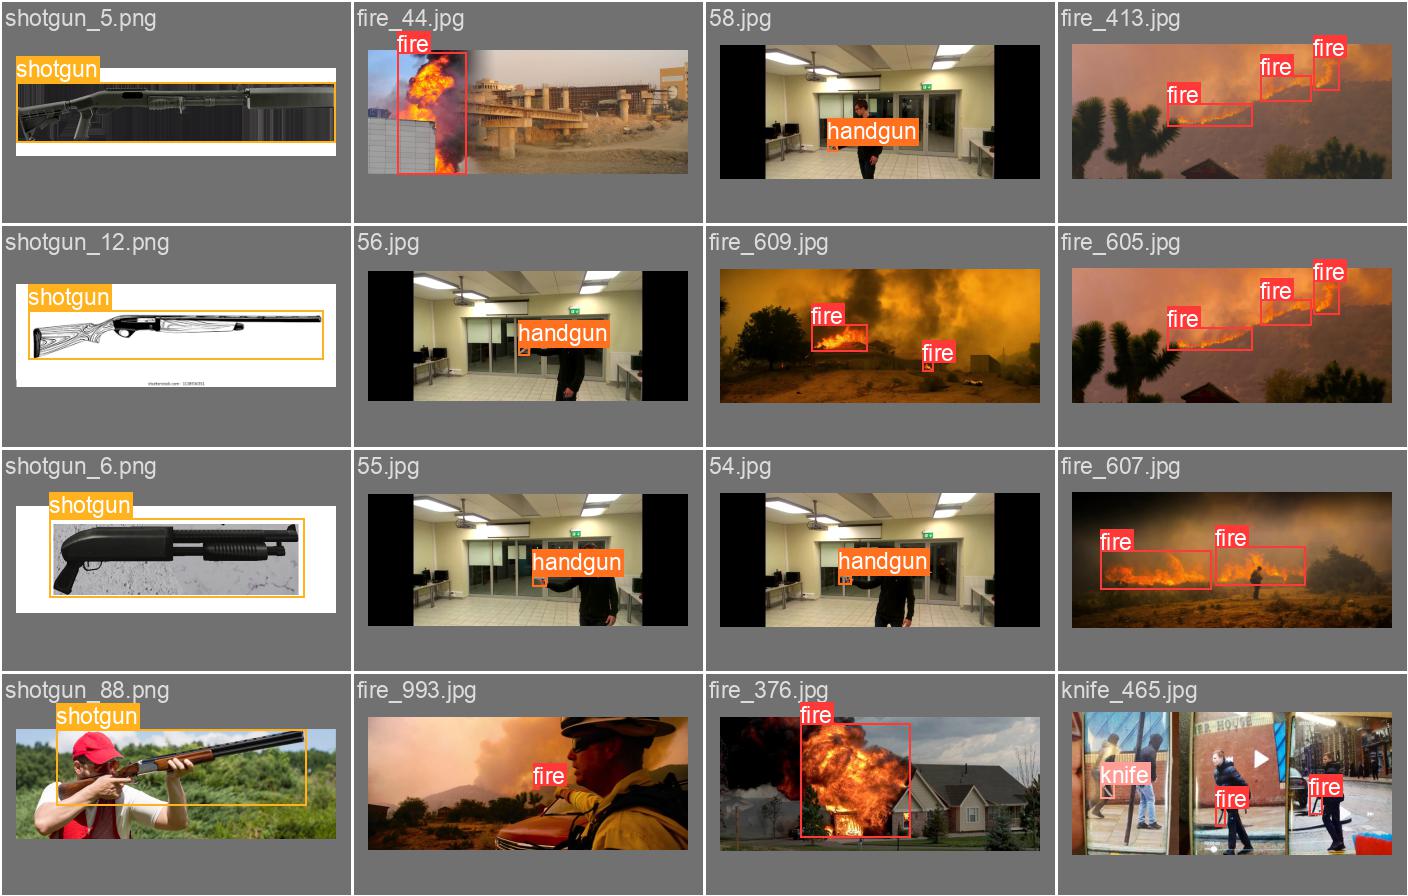 shotgun_5.png
shotgun
fire_44.jpg
fire
58.jpg
handgun
fire_413.jpg
fire
fire
fire
shotgun_12.png
shotgun
56.jpg
handgun
fire_609.jpg
fire
fire
fire_605.jpg
fire
fire
fire
shotgun_6.png
shotgun
55.jpg
handgun
54.jpg
handgun
fire_607.jpg
fire
fire
shotgun_88.png
shotgun
fire_993.jpg
fire
fire_376.jpg
fire
knife_465.jpg
HOUSE
knife
fire
fire